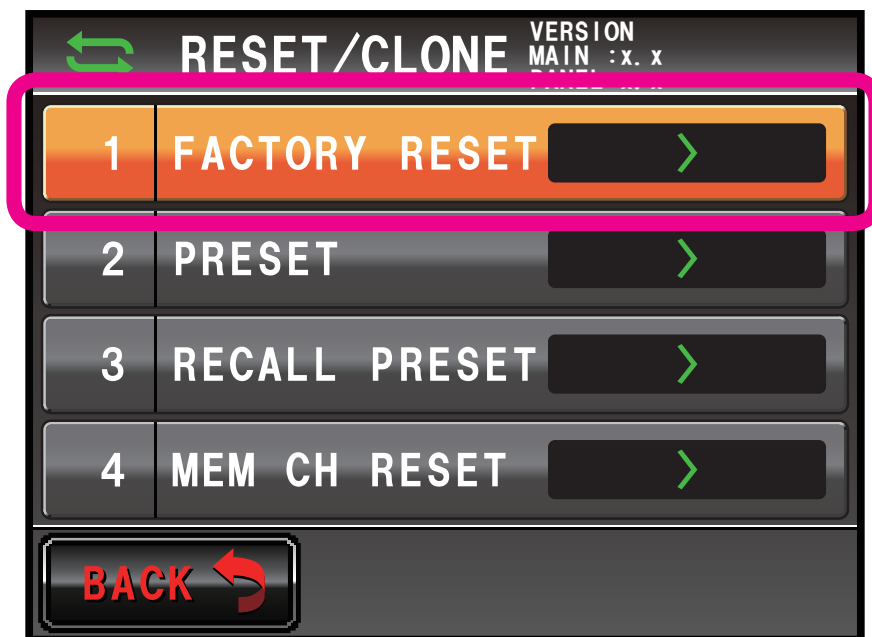 RESET/CLONE
VERSION
MAIN :x.x
1 FACTORY RESET
2 PRESET
3 RECALL PRESET
4 MEM CH RESET
BACK